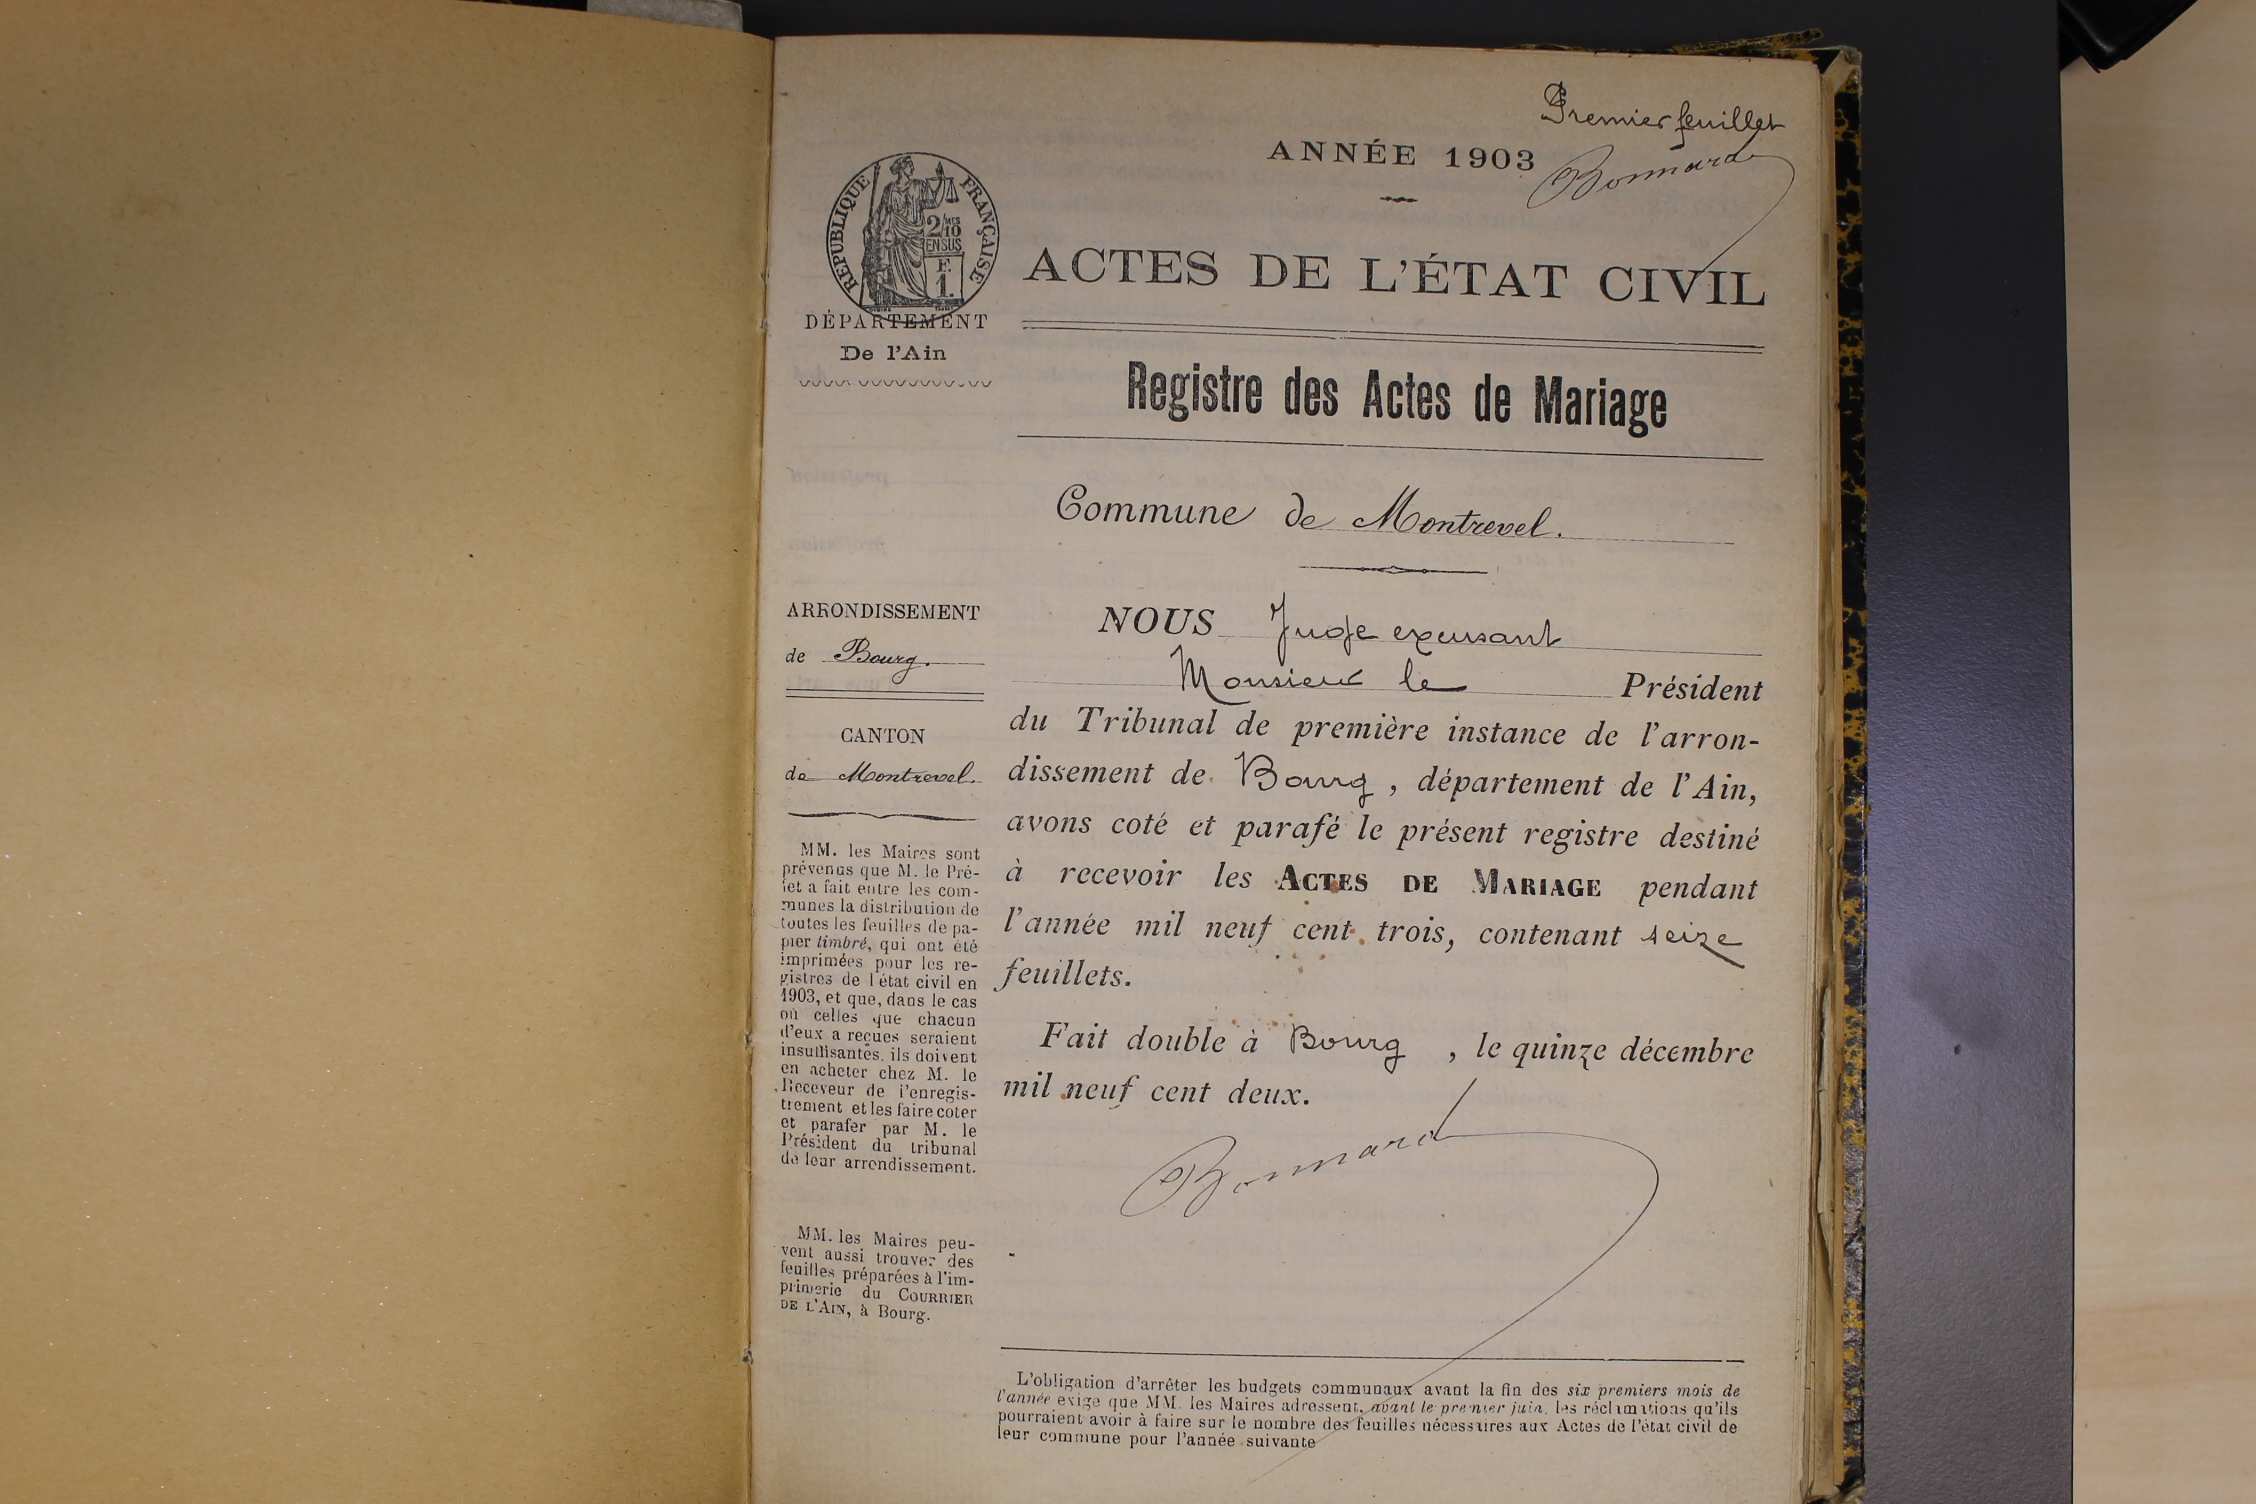 Premier feuillet
Bonnard
ANNÉE 1903
RÉPUBLIQUE FRANÇAISE
2/10 MES
EN SUS
F.
1.
ACTES DE L'ÉTAT CIVIL
DÉPARTEMENT
De l'Ain
Registre des Actes de Mariage
Commune de Montrevel.
ARRONDISSEMENT
de Bourg.
CANTON
de Montrevel.
MM. les Maires sont
prévenus que M. le Pré-
fet a fait entre les com-
munes la distribution de
toutes les feuilles de pa-
pier timbré, qui ont été
imprimées pour les re-
gistres de l'état civil en
1903, et que, dans le cas
où celles que chacun
d'eux a reçues seraient
insuffisantes, ils doivent
en acheter chez M. le
Receveur de l'enregis-
trement et les faire coter
et parafer par M. le
Président du tribunal
de leur arrondissement.
MM. les Maires peu-
vent aussi trouver des
feuilles préparées à l'im-
primerie du COURRIER
DE L'AIN, à Bourg.
NOUS Juge excusant
Monsieur le Président
du Tribunal de première instance de l'arron-
dissement de Bourg, département de l'Ain,
avons coté et parafé le présent registre destiné
à recevoir les ACTES DE MARIAGE pendant
l'année mil neuf cent trois, contenant seize
feuillets.
Fait double à Bourg, le quinze décembre
mil neuf cent deux.
Bonnard
L'obligation d'arrêter les budgets communaux avant la fin des six premiers mois de
l'année exige que MM. les Maires adressent, avant le premier juin, les réclamations qu'ils
pourraient avoir à faire sur le nombre des feuilles nécessaires aux Actes de l'état civil de
leur commune pour l'année suivante